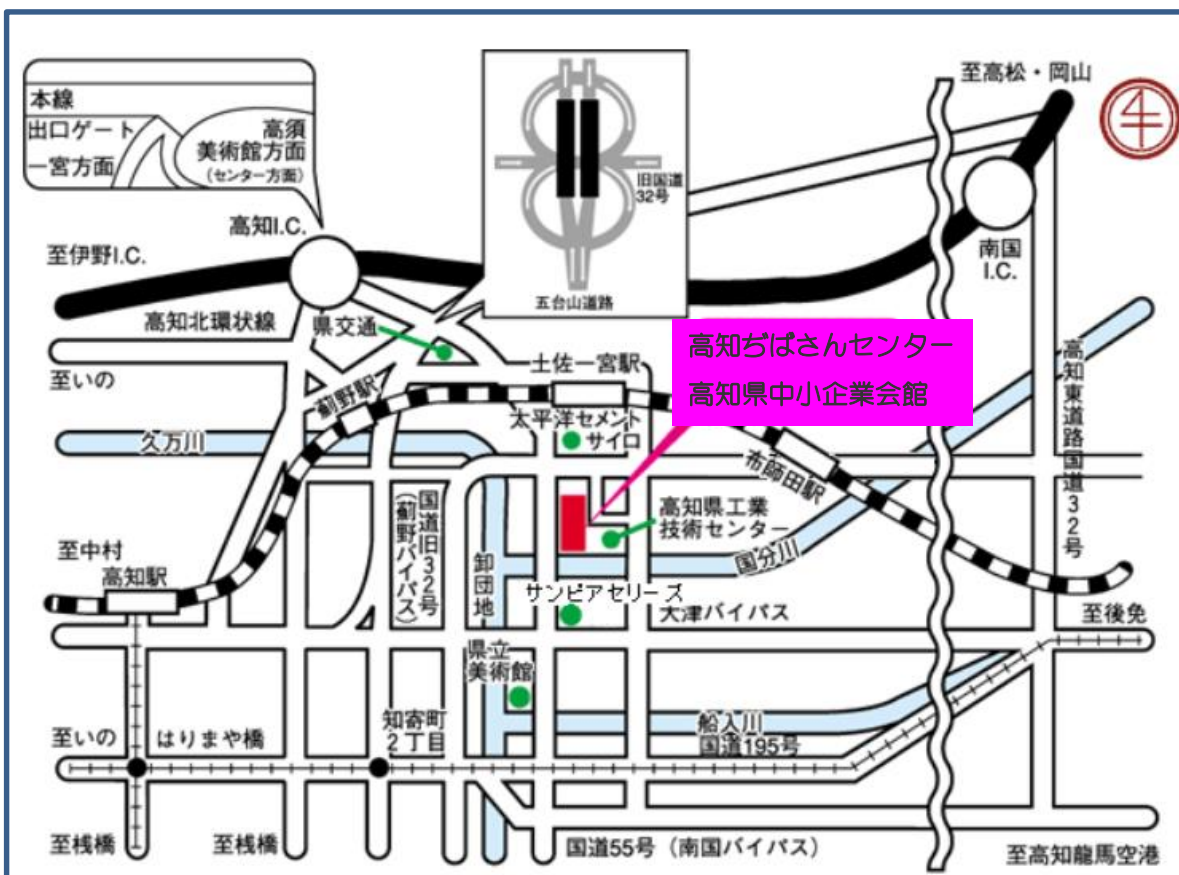 本線
出口ゲート
一宮方面
高須
美術館方面
(センター方面)
高知I.C.
至伊野I.C.
旧国道
32号
五台山道路
至高松・岡山
南国
I.C.
高知北環状線
県交通
至いの
薊野駅
土佐一宮駅
太平洋セメント
サイロ
高知ぢばさんセンター
高知県中小企業会館
久万川
布師田駅
高知東道路国道32号
国道旧32号
(薊野バイパス)
卸団地
高知県工業
技術センター
国分川
至中村
高知駅
サンピアセリーズ
大津バイパス
至後免
県立
美術館
至いの
はりまや橋
知寄町
2丁目
船入川
国道195号
至桟橋
至桟橋
国道55号(南国バイパス)
至高知龍馬空港